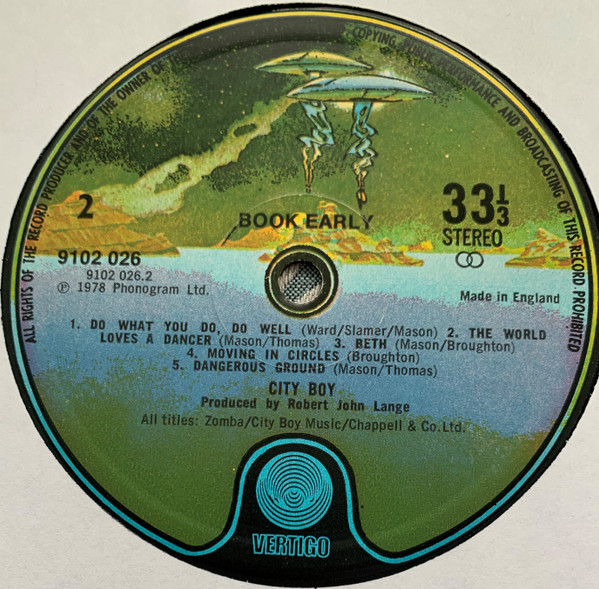 ALL RIGHTS OF THE RECORD PRODUCER AND OF THE OWNER OF THE
COPYING, PUBLIC PERFORMANCE AND BROADCASTING OF THIS RECORD PROHIBITED
2
BOOK EARLY
33⅓
STEREO
9102 026
9102 026.2
℗ 1978 Phonogram Ltd.
Made in England
1. DO WHAT YOU DO, DO WELL (Ward/Slamer/Mason) 2. THE WORLD
LOVES A DANCER (Mason/Thomas) 3. BETH (Mason/Broughton)
4. MOVING IN CIRCLES (Broughton)
5. DANGEROUS GROUND (Mason/Thomas)
CITY BOY
Produced by Robert John Lange
All titles: Zomba/City Boy Music/Chappell & Co.Ltd.
VERTIGO